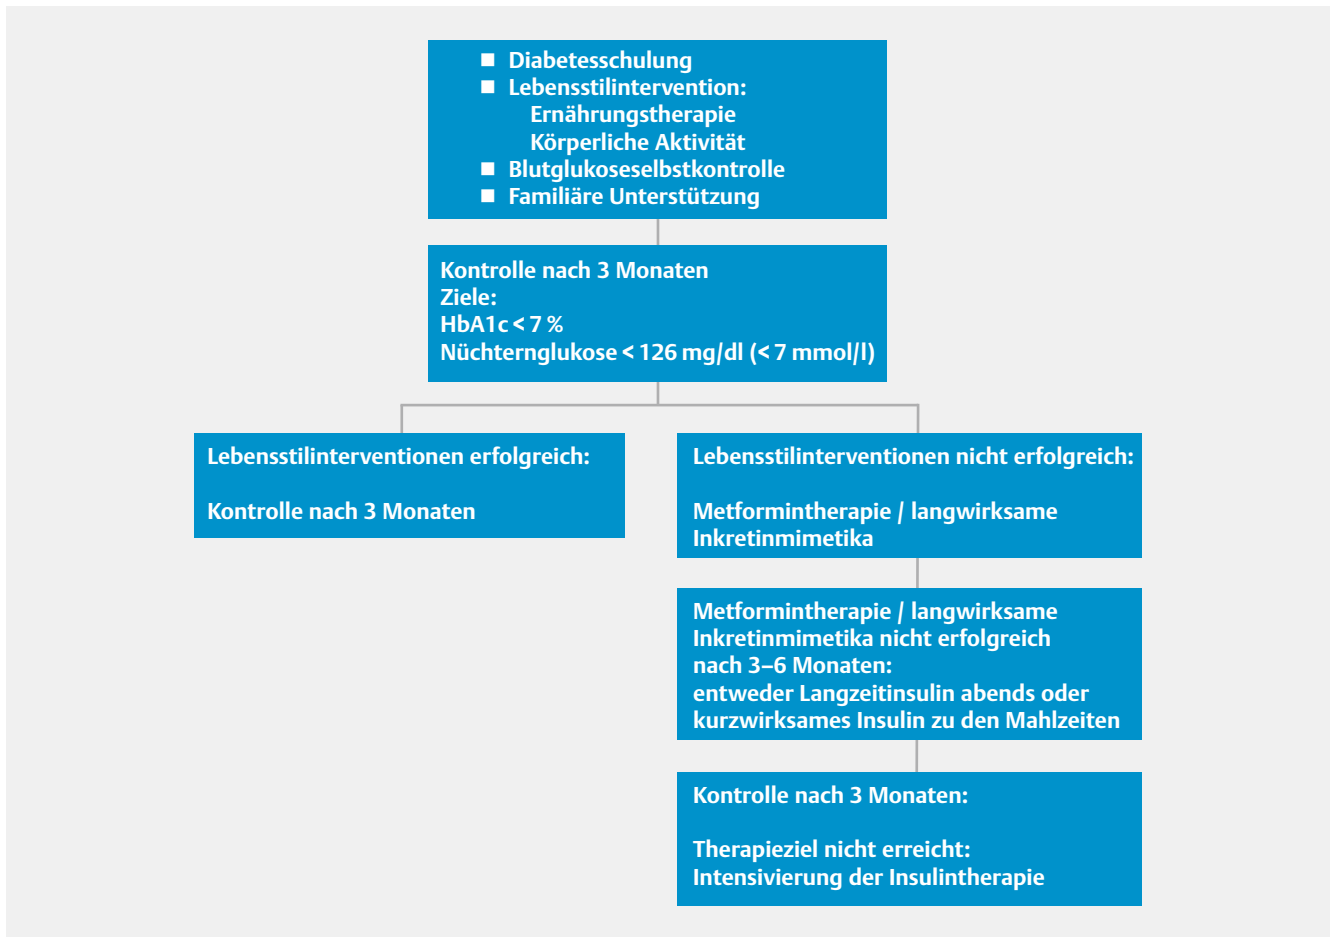 ■ Diabetesschulung
■ Lebensstilintervention:
Ernährungstherapie
Körperliche Aktivität
■ Blutglukoseselbstkontrolle
■ Familiäre Unterstützung
Kontrolle nach 3 Monaten
Ziele:
HbA1c < 7 %
Nüchternglukose < 126 mg/dl (< 7 mmol/l)
Lebensstilinterventionen erfolgreich:
Kontrolle nach 3 Monaten
Lebensstilinterventionen nicht erfolgreich:
Metformintherapie / langwirksame
Inkretinmimetika
Metformintherapie / langwirksame
Inkretinmimetika nicht erfolgreich
nach 3–6 Monaten:
entweder Langzeitinsulin abends oder
kurzwirksames Insulin zu den Mahlzeiten
Kontrolle nach 3 Monaten:
Therapieziel nicht erreicht:
Intensivierung der Insulintherapie